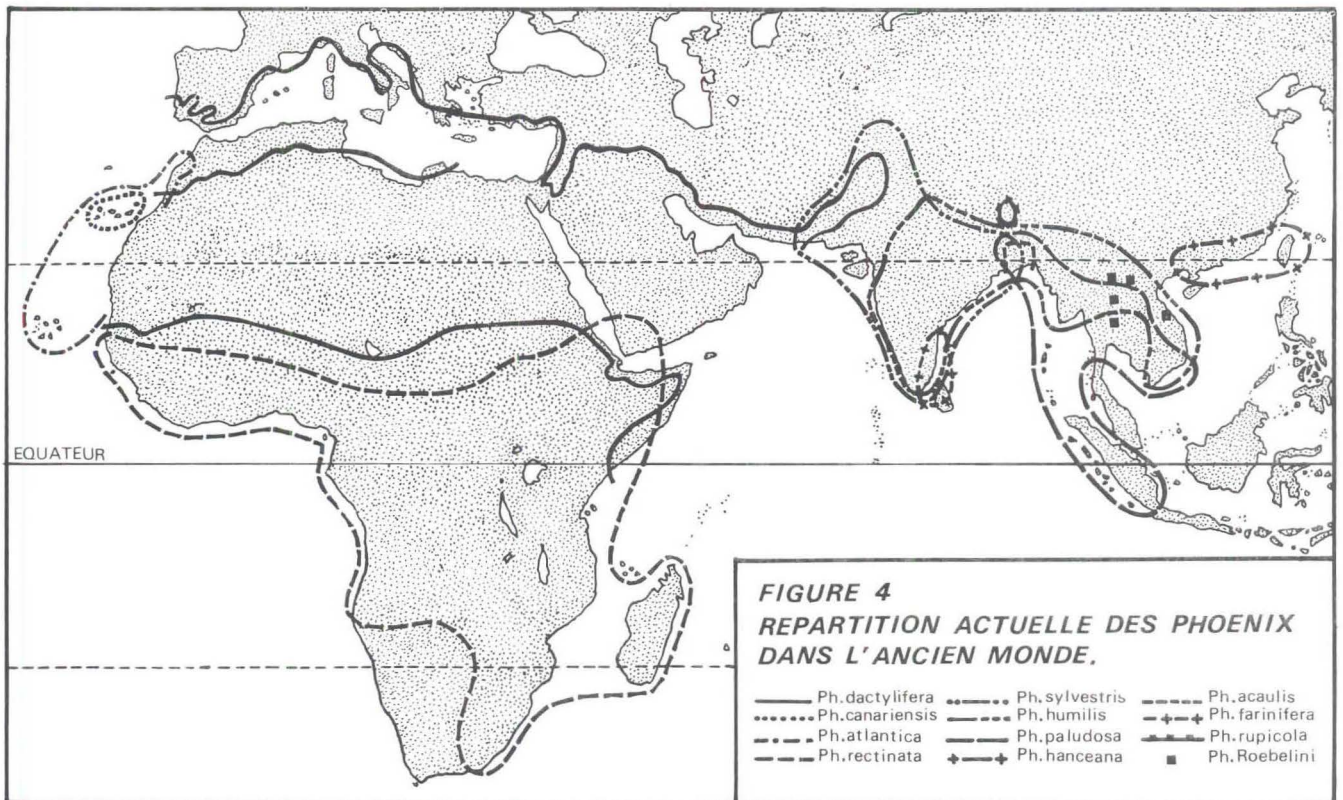 EQUATEUR
FIGURE 4
REPARTITION ACTUELLE DES PHOENIX
DANS L'ANCIEN MONDE.
Ph.dactylifera
Ph.canariensis
Ph.atlantica
Ph.rectinata
Ph.sylvestris
Ph.humilis
Ph.paludosa
Ph.hanceana
Ph.acaulis
Ph.farinifera
Ph.rupicola
Ph.Roebelini